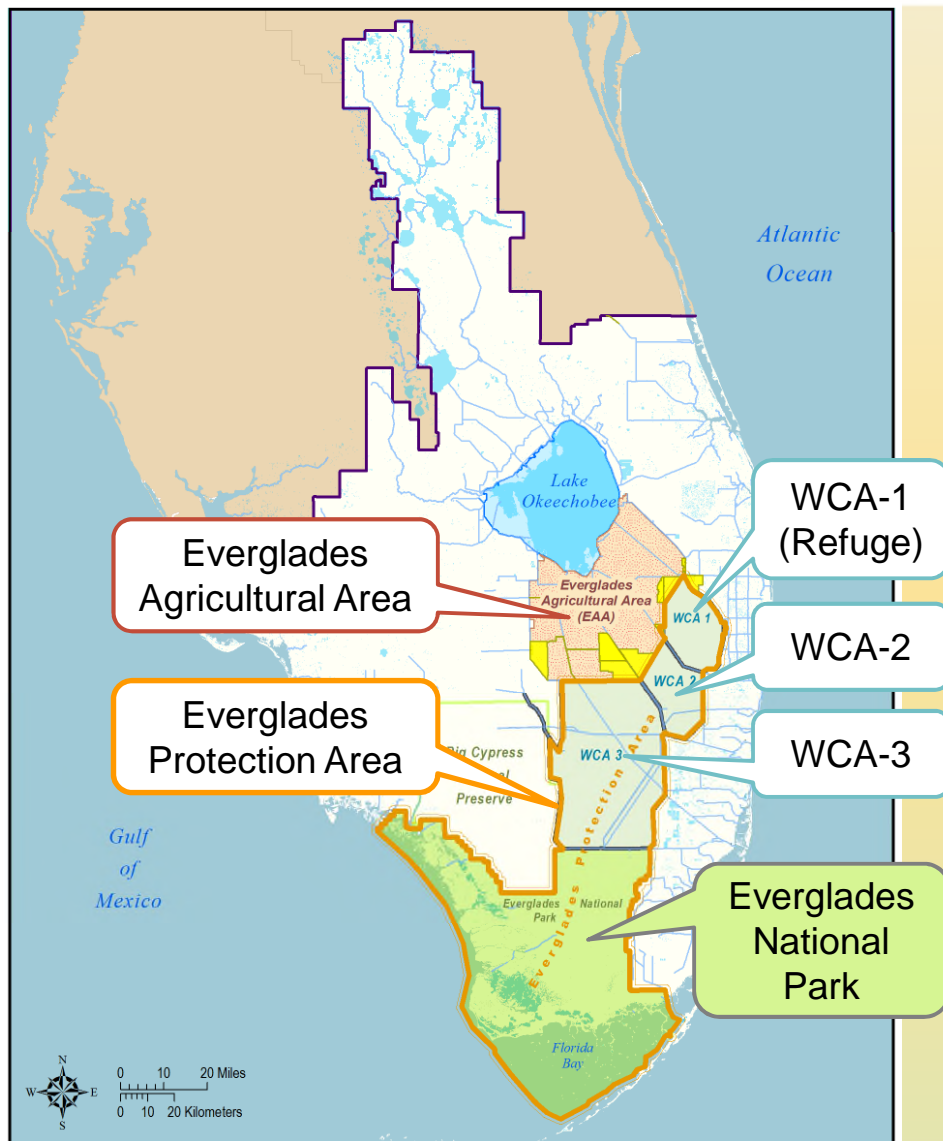 Atlantic
Ocean
Lake
Okeechobee
WCA-1
(Refuge)
Everglades
Agricultural Area
Everglades
Agricultural Area
(EAA)
WCA 1
WCA-2
WCA 2
Everglades
Protection Area
WCA 3
WCA-3
Big Cypress
Preserve
Everglades Protection Area
Gulf
of
Mexico
Everglades National
Park
Everglades
National
Park
Florida
Bay
N
W E
S
0 10 20 Miles
0 10 20 Kilometers